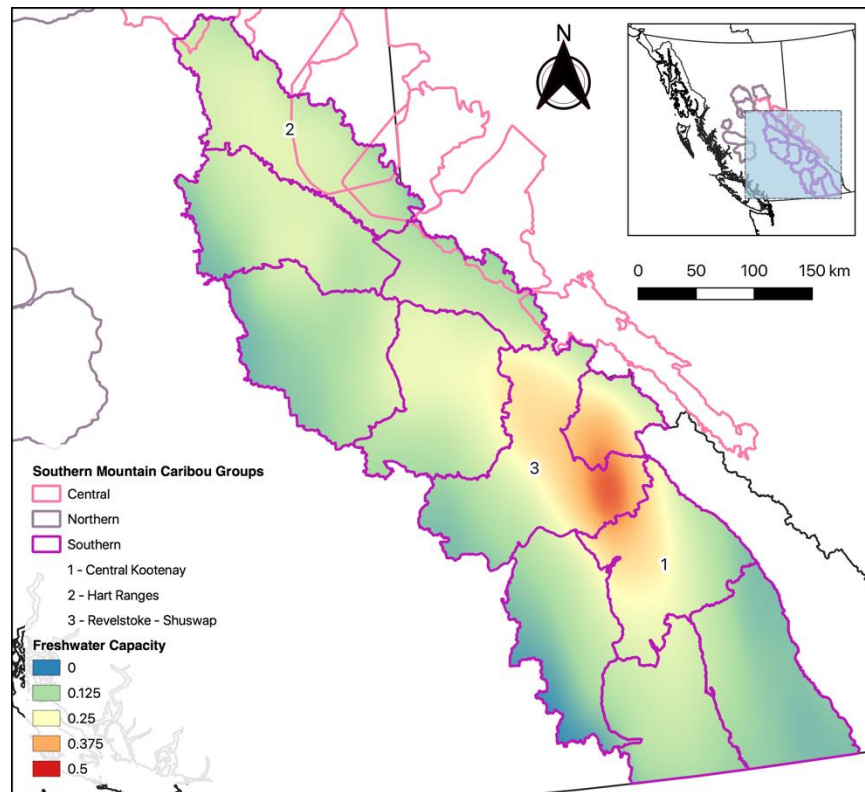 N
2
0 50 100 150 km
3
1
Southern Mountain Caribou Groups
Central
Northern
Southern
1 - Central Kootenay
2 - Hart Ranges
3 - Revelstoke - Shuswap
Freshwater Capacity
0
0.125
0.25
0.375
0.5